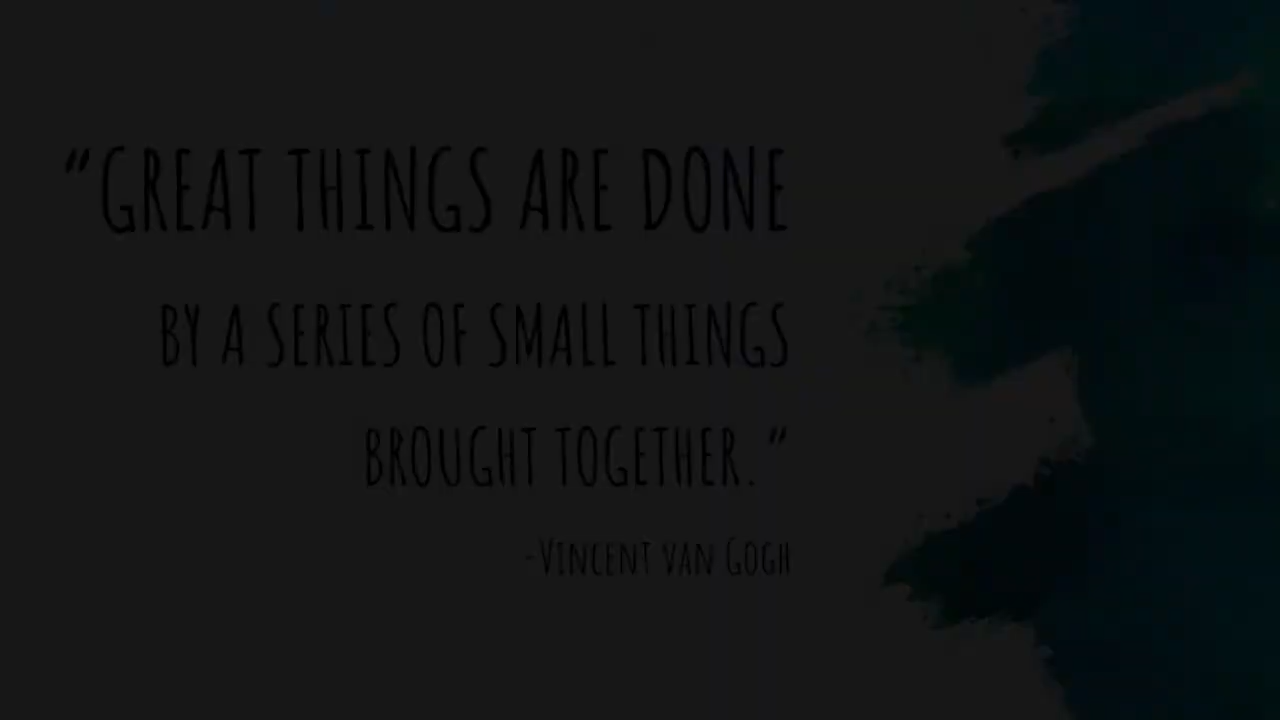 “GREAT THINGS ARE DONE
BY A SERIES OF SMALL THINGS
BROUGHT TOGETHER.”
-VINCENT VAN GOGH